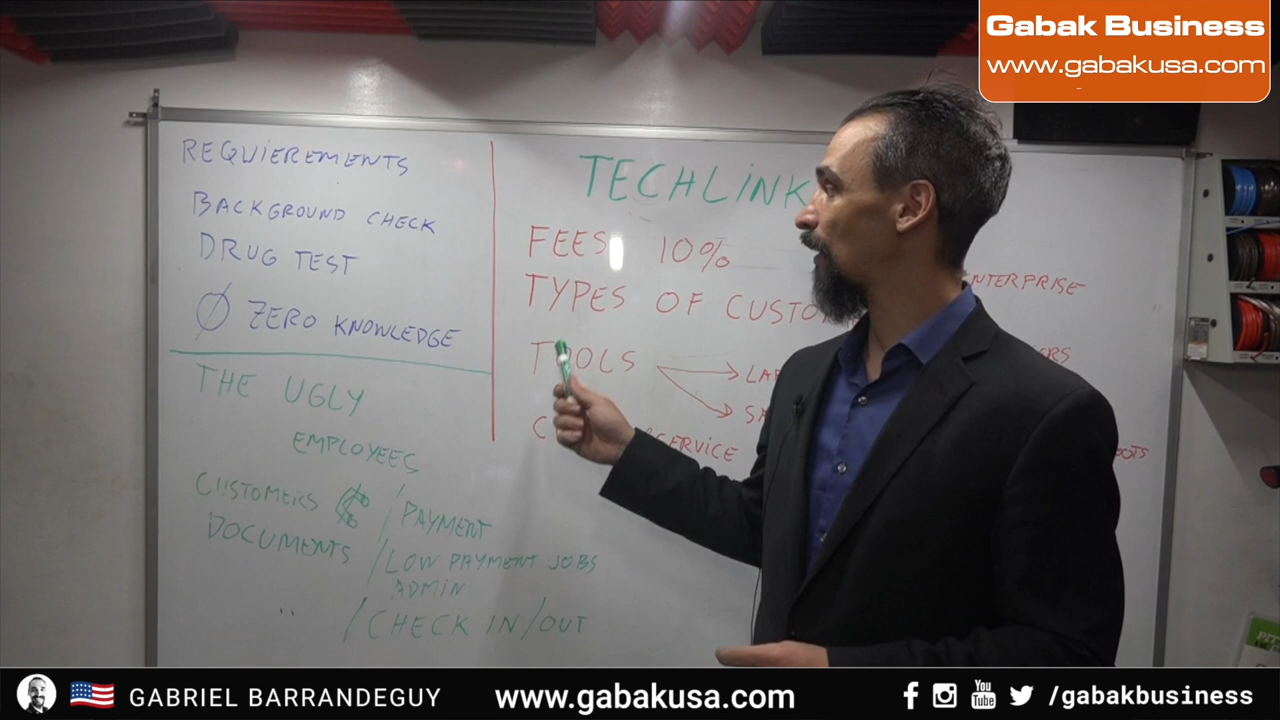 Gabak Business
www.gabakusa.com
REQUIEREMENTS
BACKGROUND CHECK
DRUG TEST
Ø ZERO KNOWLEDGE
THE UGLY
EMPLOYEES
CUSTOMERS $ / PAYMENT
DOCUMENTS / LOW PAYMENT JOBS
ADMIN
/ CHECK IN/OUT
TECHLINK
FEES 10%
TYPES OF CUSTO
ENTERPRISE
TOOLS
SERVICE
GABRIEL BARRANDEGUY
www.gabakusa.com
You Tube
/gabakbusiness